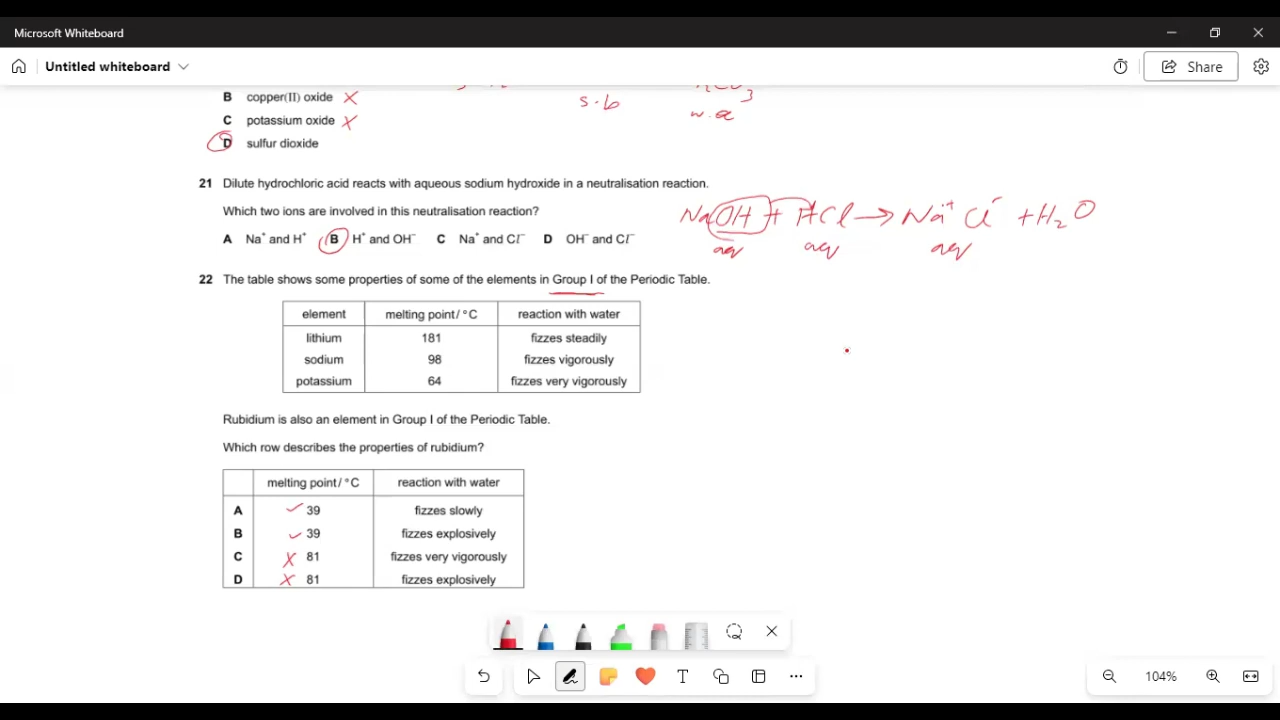 Microsoft Whiteboard
Untitled whiteboard
Share
B copper(II) oxide X
C potassium oxide X
D sulfur dioxide
s.b
w.a
21 Dilute hydrochloric acid reacts with aqueous sodium hydroxide in a neutralisation reaction.
Which two ions are involved in this neutralisation reaction?
A Na⁺ and H⁺ B H⁺ and OH⁻ C Na⁺ and Cl⁻ D OH⁻ and Cl⁻
NaOH + HCl → Na⁺ Cl⁻ + H₂O
aq aq aq
22 The table shows some properties of some of the elements in Group I of the Periodic Table.
element melting point/°C reaction with water
lithium 181 fizzes steadily
sodium 98 fizzes vigorously
potassium 64 fizzes very vigorously
Rubidium is also an element in Group I of the Periodic Table.
Which row describes the properties of rubidium?
melting point/°C reaction with water
A ✓ 39 fizzes slowly
B ✓ 39 fizzes explosively
C X 81 fizzes very vigorously
D X 81 fizzes explosively
T
104%